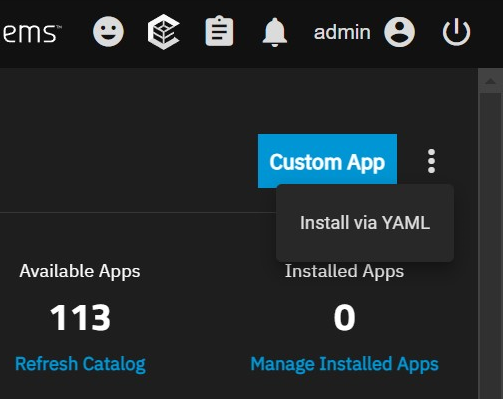 ems™
admin
Custom App
Install via YAML
Available Apps
Installed Apps
113
0
Refresh Catalog
Manage Installed Apps